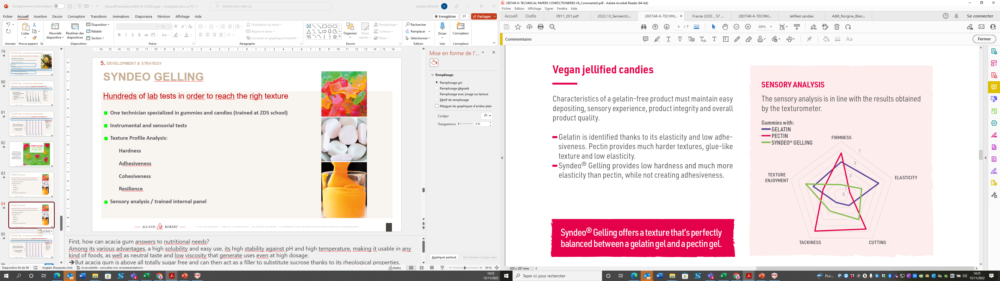 Enregistrement automatique
GeneralPresentationA&R.19.10.2022.pptx • Enregistré dans ce PC
Rechercher (Alt+Q)
Isabelle JAOUEN
IJ
Fichier Accueil Insertion Dessin Conception Transitions Animations Diaporama Révision Affichage Aide
Enregistrer
Partager
Coller
Nouvelle diapositive
Réutiliser des diapositives
Disposition
Rétablir
Section
35
Orientation du texte
Aligner le texte
Convertir en graphique SmartArt
Organiser
Styles rapides
Remplissage
Contour
Effets
Rechercher
Remplacer
Sélectionner
Dicter
Concepteur
Annuler Presse-papiers Diapositives Police Paragraphe Dessin Édition Voix Concepteur
79
80
81
82
83
84
(Ctrl)
85
5. DEVELOPMENT & STRATEGY
SYNDEO GELLING
Hundreds of lab tests in order to reach the righ texture
One technician specialized in gummies and candies (trained at ZDS school)
Instrumental and sensorial tests
Texture Profile Analysis:
Hardness
Adhesiveness
Cohesiveness
Resilience
Sensory analysis / trained internal panel
ALLAND & ROBERT
© ALLAND & ROBERT - STRICTLY CONFIDENTIAL - ALL RIGHTS RESERVED - NO REPRODUCTION OR DIFFUSION WITHOUT WRITTEN AUTHORIZATION
First, how can acacia gum answers to nutritional needs?
Among its various advantages, a high solubility and easy use, its high stability against pH and high temperature, making it usable in any
kind of foods, as well as neutral taste and low viscosity that generate uses even at high dosage.
➔But acacia gum is above all totally sugar free and can then act as a filler to substitute sucrose thanks to its rheological properties.
Mise en forme de l'...
Remplissage
Remplissage uni
Remplissage dégradé
Remplissage avec image ou texture
Motif de remplissage
Masquer les graphiques d'arrière-plan
Couleur
Transparence 0 %
Appliquer partout Réinitialiser l'arrière-plan
Diapositive 84 de 99 Anglais (Royaume-Uni) Accessibilité : consultez nos recommandations
Notes
93 %
14:25
15/11/2022
2807AR-K-TECHNICAL PAPERS CONFECTIONERIES V6_CommentsIJ.pdf - Adobe Acrobat Reader (64-bit)
Fichier Edition Affichage Signer Fenêtre Aide
Accueil Outils 0911_001.pdf 2022.10_SensientU... 2807AR-K-TECHNI... France 2030 _ 57 ... 2807AR-K-TECHNI... Jellified candies A&R_Norgine_Bilan...
Se connecter
4 / 7
200%
Commentaire
Fermer
Vegan jellified candies
Characteristics of a gelatin-free product must maintain easy
depositing, sensory experience, product integrity and overall
product quality.
Gelatin is identified thanks to its elasticity and low adhe-
siveness. Pectin provides much harder textures, glue-like
texture and low elasticity.
Syndeo® Gelling provides low hardness and much more
elasticity than pectin, while not creating adhesiveness.
Syndeo® Gelling offers a texture that's perfectly
balanced between a gelatin gel and a pectin gel.
SENSORY ANALYSIS
The sensory analysis is in line with the results obtained
by the texturometer.
Gummies with:
GELATIN
PECTIN
SYNDEO® GELLING
FIRMNESS
7
5
3
1
0
TEXTURE
ENJOYMENT
ELASTICITY
TACKINESS
CUTTING
420 x 297 mm
Taper ici pour rechercher
Plui...
14:25
15/11/2022